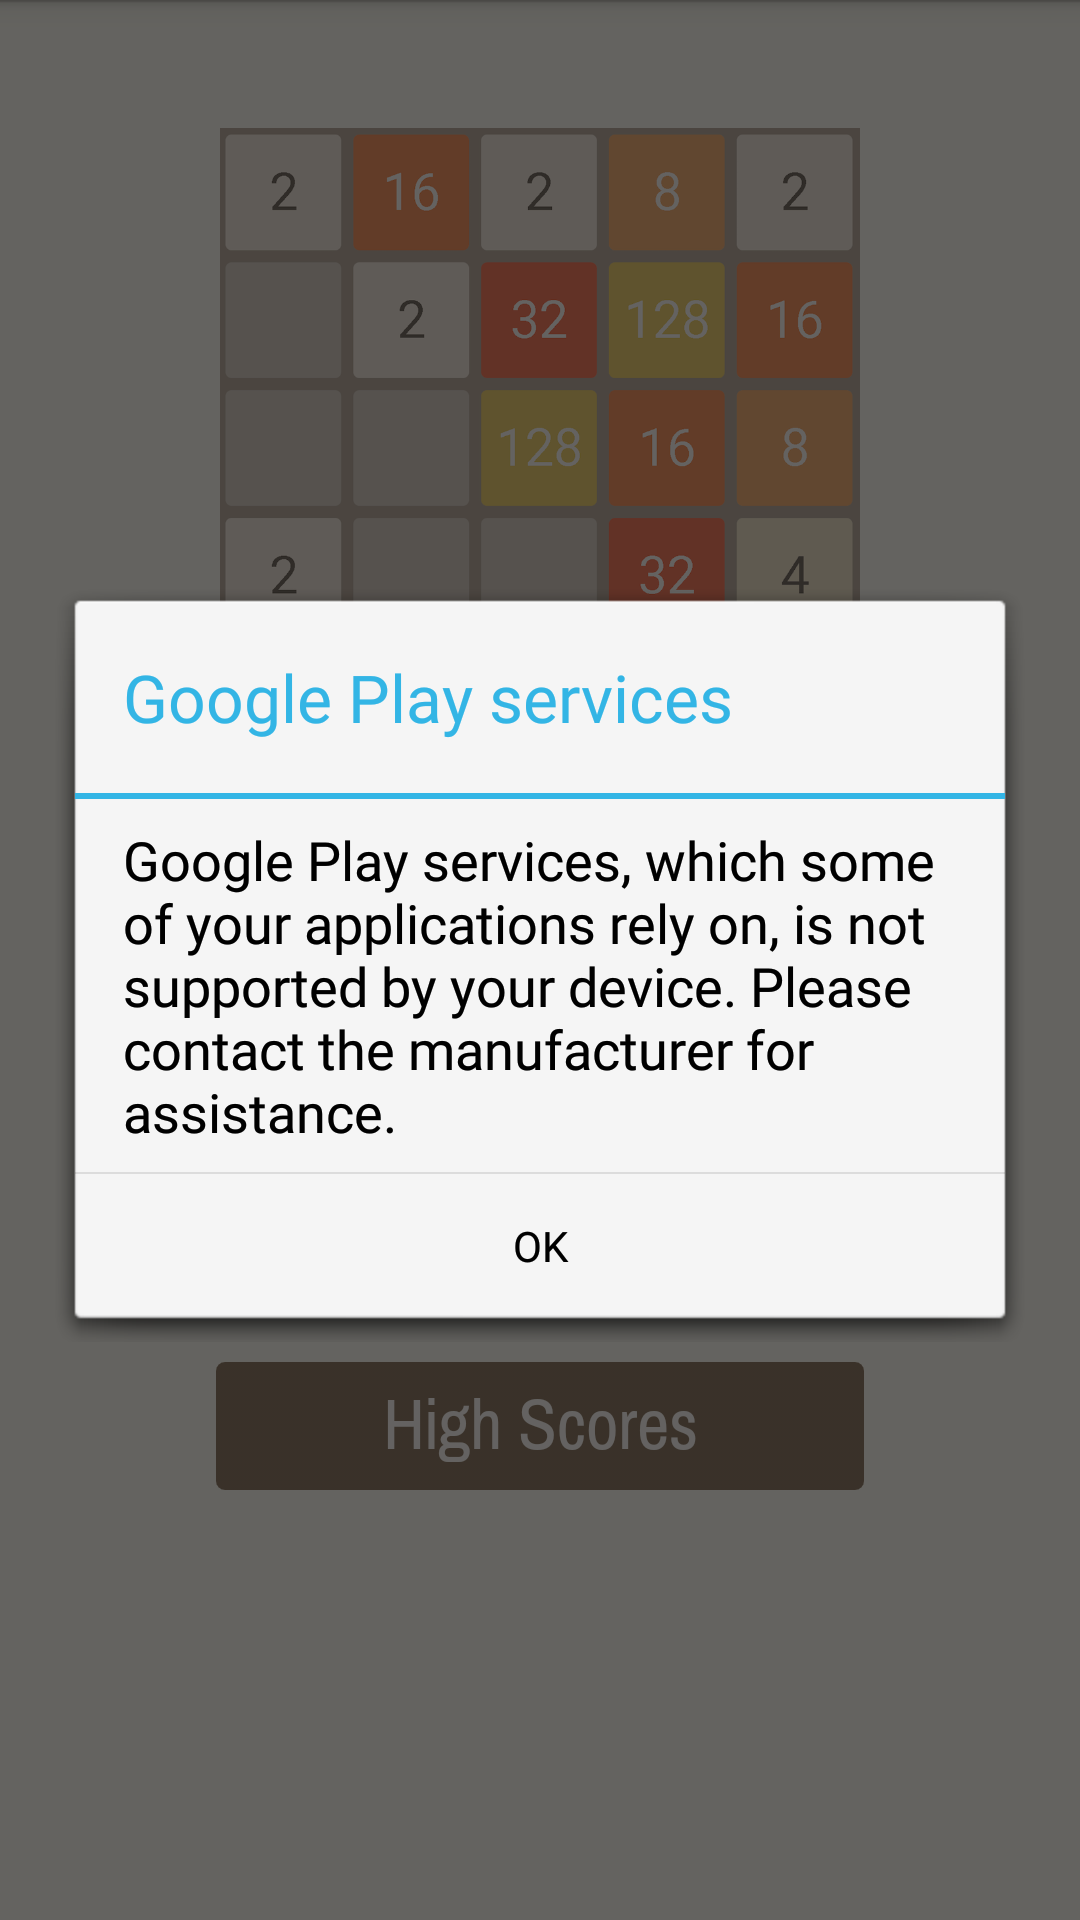 2 16 2 8 2
2 32 128 16
128 16 8
2 32 4
Google Play services
Google Play services, which some
of your applications rely on, is not
supported by your device. Please
contact the manufacturer for
assistance.
OK
High Scores